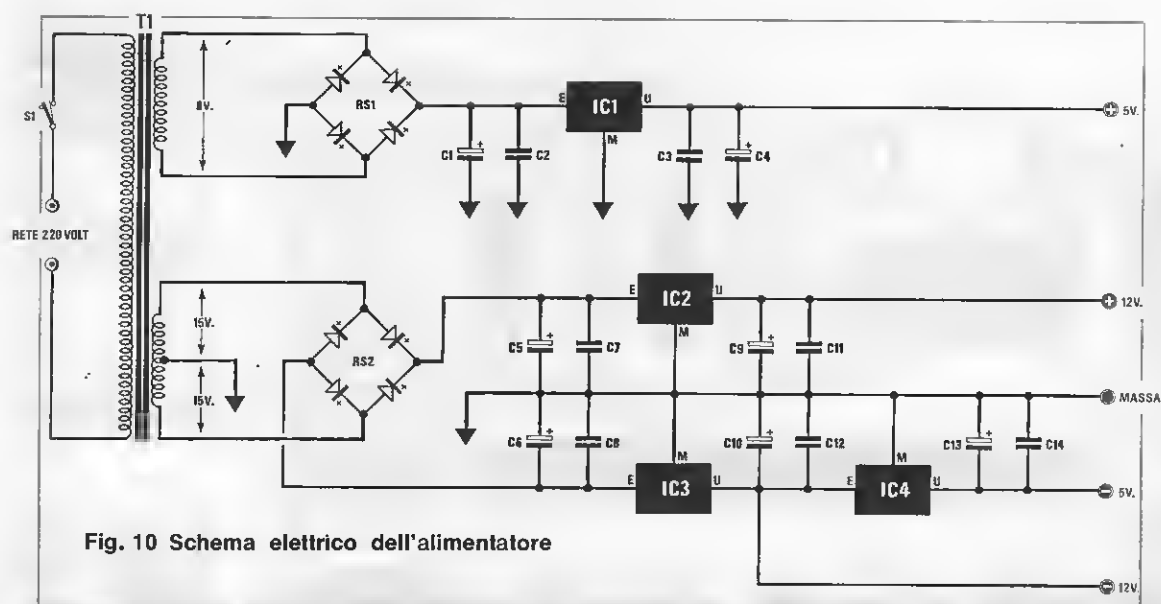 T1
S1
RETE 220 VOLT
8V.
RS1
C1
+
C2
E
IC1
U
M
C3
C4
+
+ 5V.
15V.
15V.
RS2
C5
+
C7
E
IC2
U
M
C9
+
C11
+ 12V.
MASSA
C6
+
C8
M
E
IC3
U
C10
+
C12
M
E
IC4
U
C13
+
C14
- 5V.
- 12V.
Fig. 10 Schema elettrico dell'alimentatore